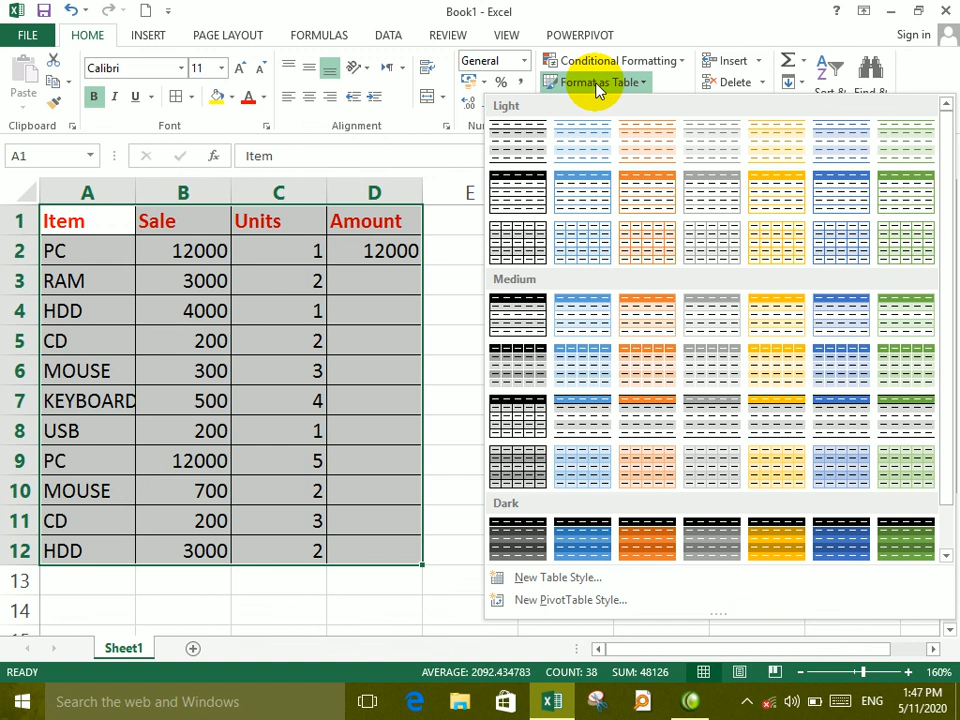 Book1 - Excel
FILE HOME INSERT PAGE LAYOUT FORMULAS DATA REVIEW VIEW POWERPIVOT Sign in
Paste
Calibri 11
B I U
General
Conditional Formatting
Format as Table
Insert
Delete
Clipboard Font Alignment
A1 Item
A B C D E
1 Item Sale Units Amount
2 PC 12000 1 12000
3 RAM 3000 2
4 HDD 4000 1
5 CD 200 2
6 MOUSE 300 3
7 KEYBOARD 500 4
8 USB 200 1
9 PC 12000 5
10 MOUSE 700 2
11 CD 200 3
12 HDD 3000 2
13
14
Light
Medium
Dark
New Table Style...
New PivotTable Style...
Sheet1
READY AVERAGE: 2092.434783 COUNT: 38 SUM: 48126 160%
Search the web and Windows
ENG
1:47 PM
5/11/2020